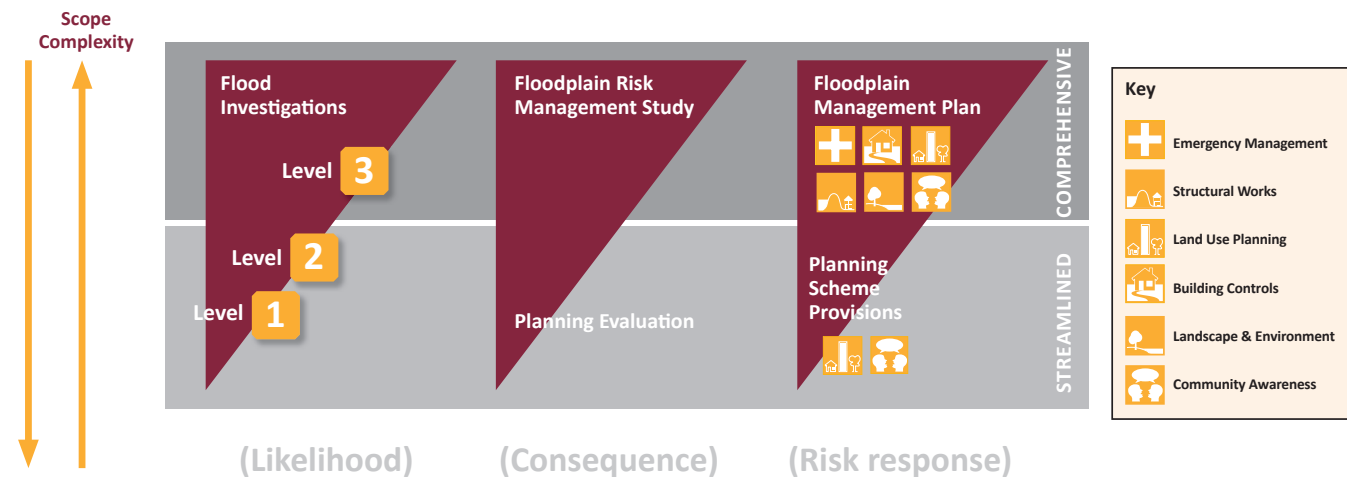 Scope
Complexity
Flood
Investigations
Level 3
Level 2
Level 1
Floodplain Risk
Management Study
Planning Evaluation
Floodplain
Management Plan
Planning
Scheme
Provisions
COMPREHENSIVE
STREAMLINED
(Likelihood)
(Consequence)
(Risk response)
Key
Emergency Management
Structural Works
Land Use Planning
Building Controls
Landscape & Environment
Community Awareness